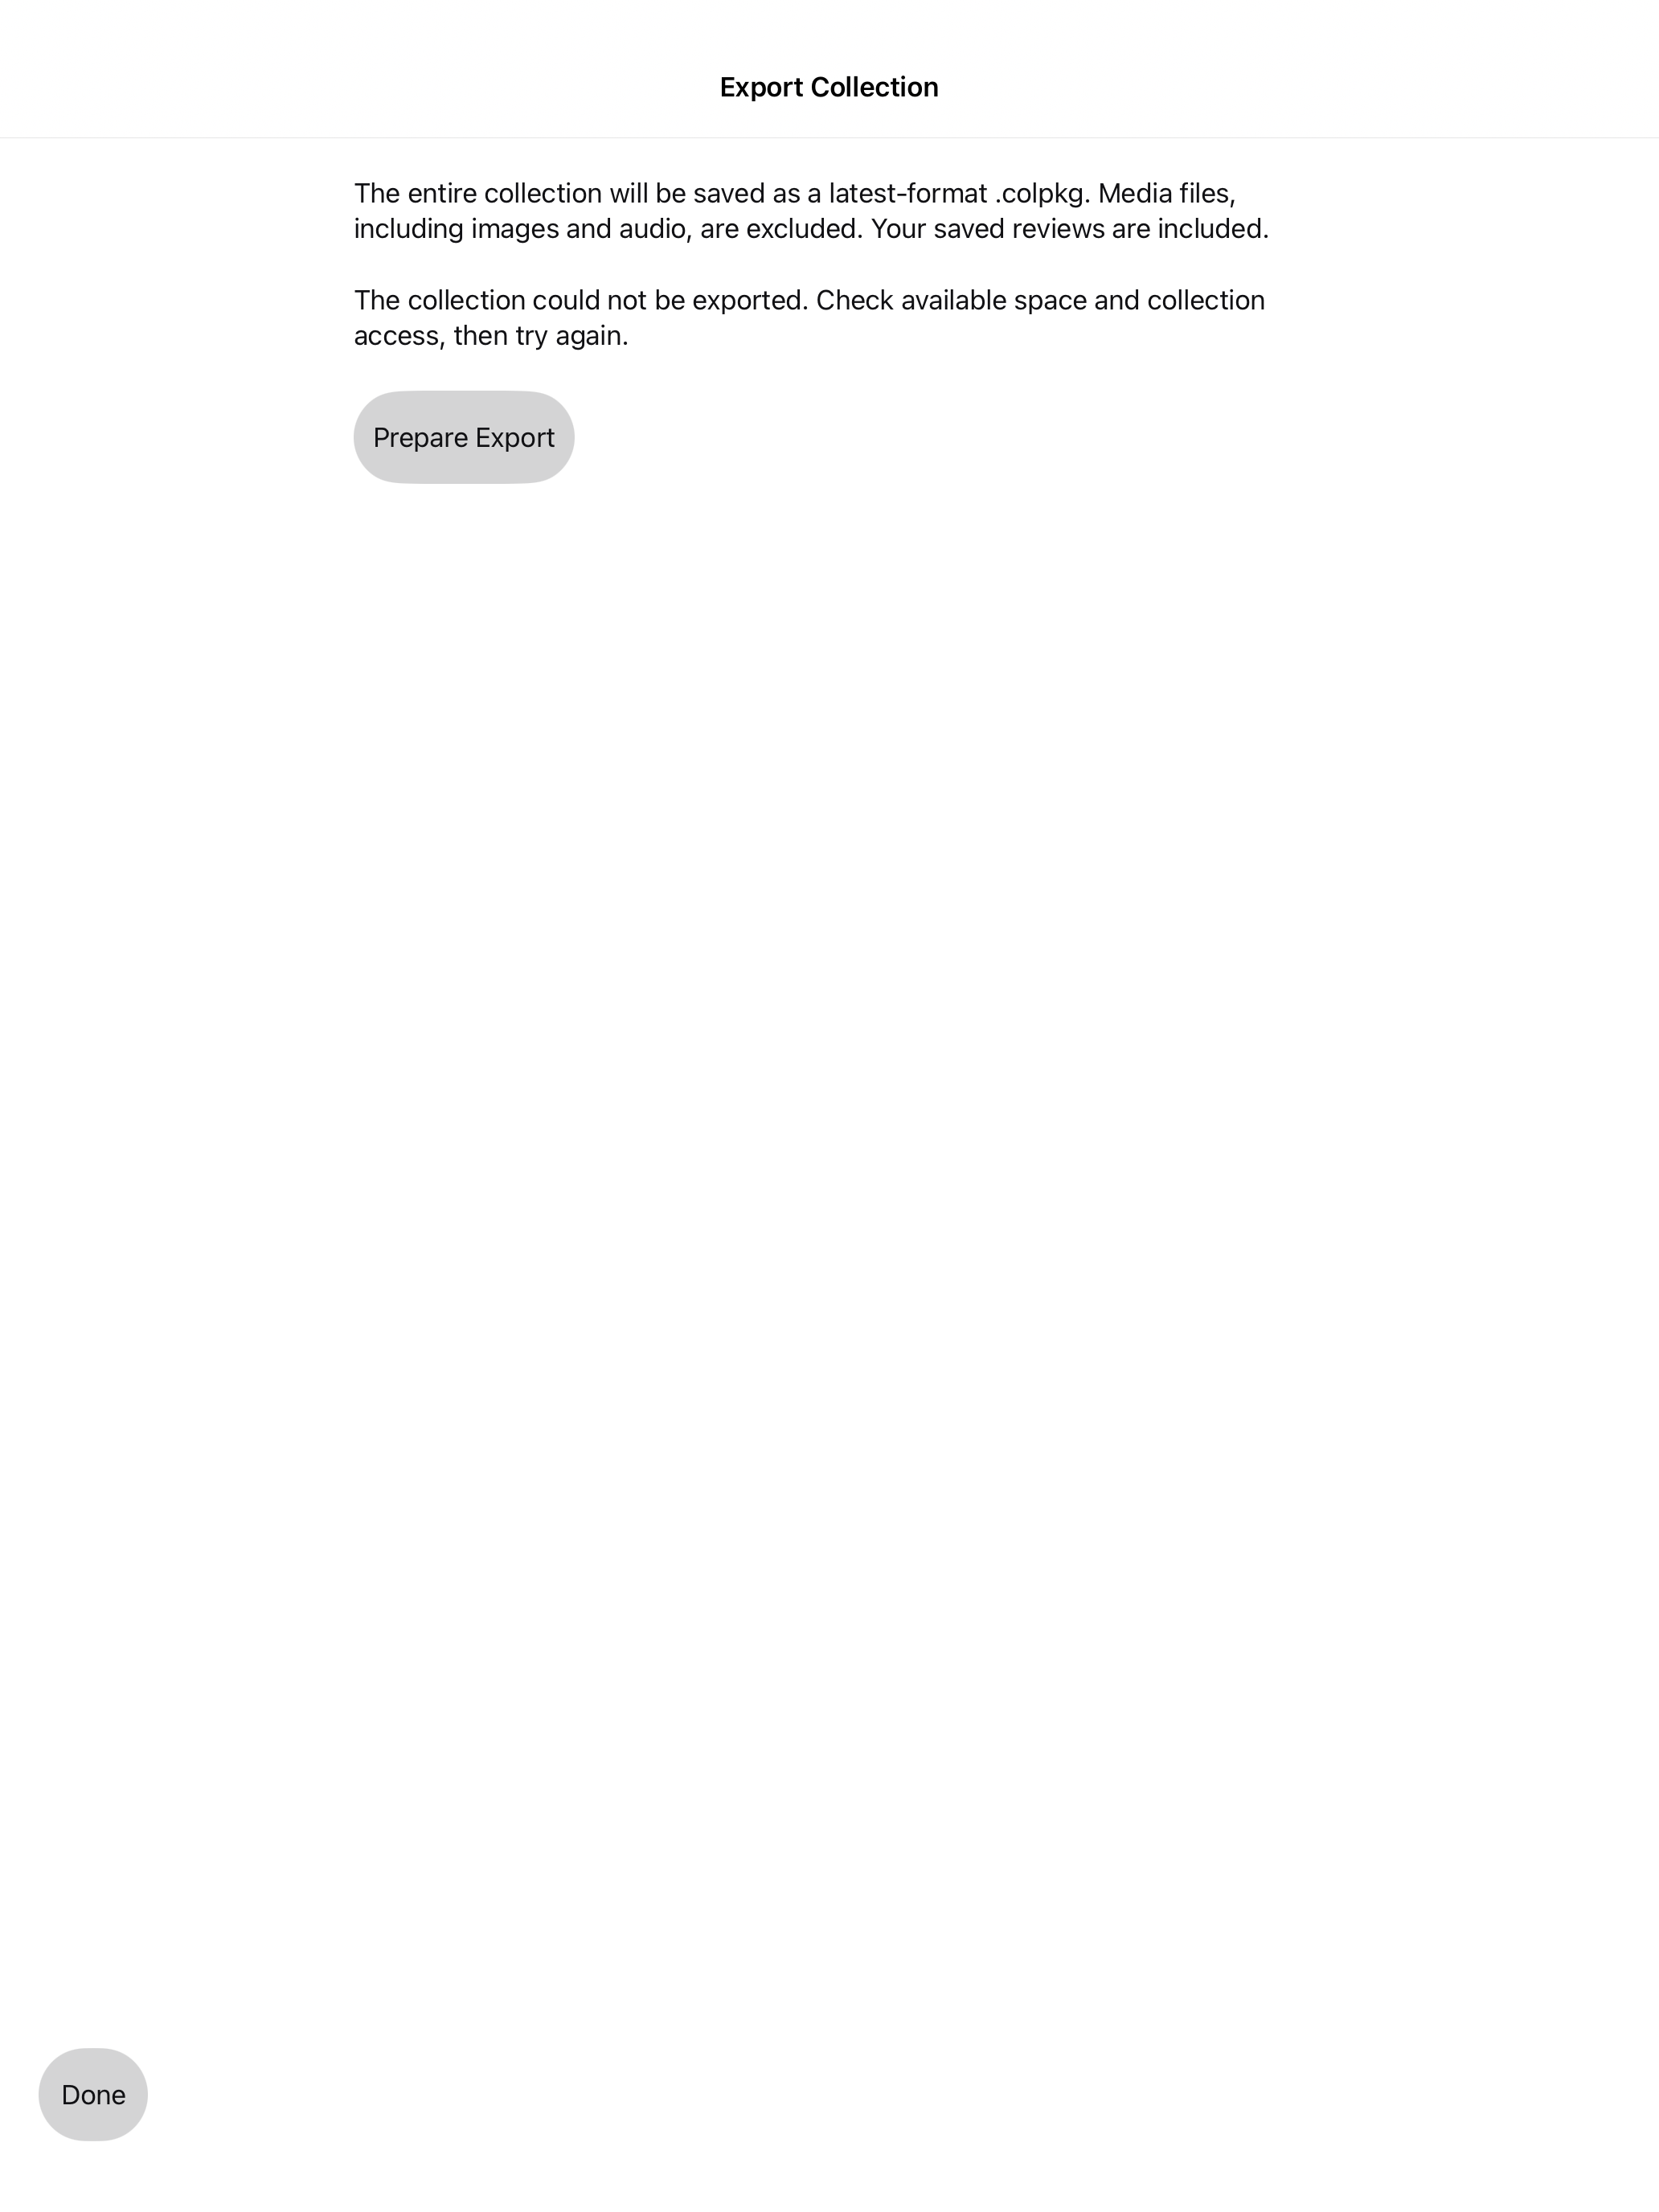 Export Collection
The entire collection will be saved as a latest-format .colpkg. Media files,
including images and audio, are excluded. Your saved reviews are included.
The collection could not be exported. Check available space and collection
access, then try again.
Prepare Export
Done